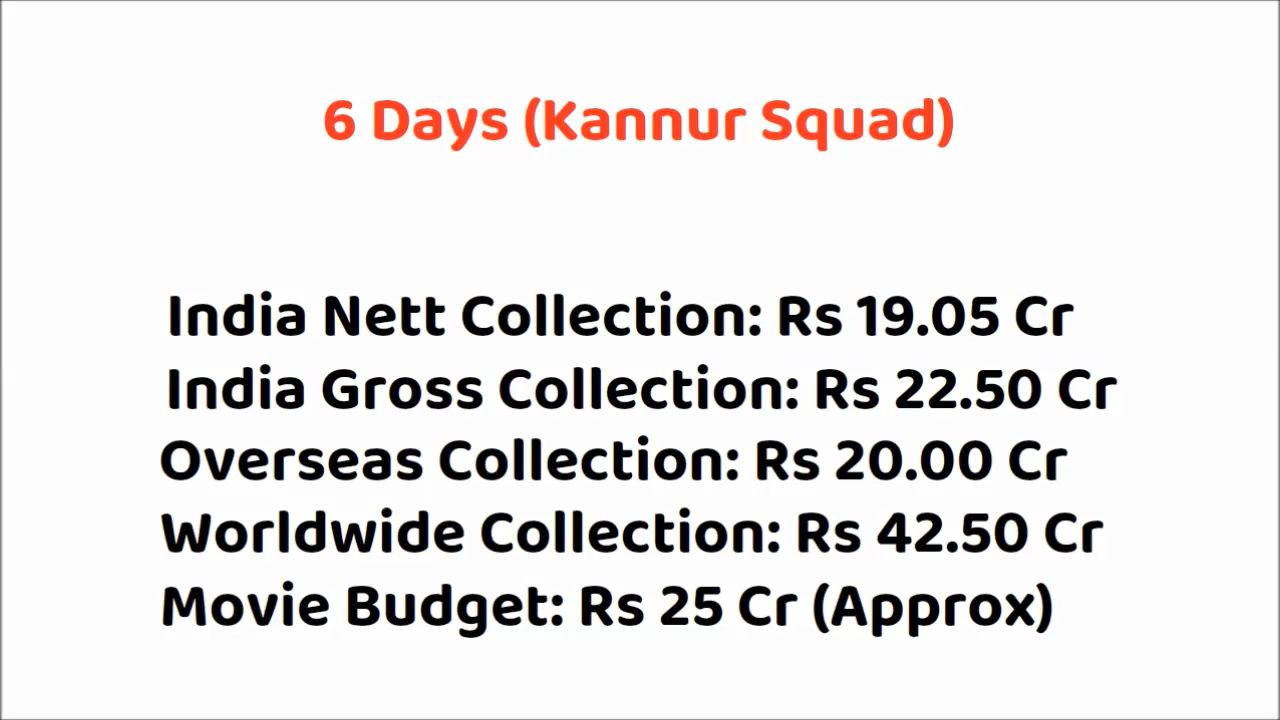 6 Days (Kannur Squad)
India Nett Collection: Rs 19.05 Cr
India Gross Collection: Rs 22.50 Cr
Overseas Collection: Rs 20.00 Cr
Worldwide Collection: Rs 42.50 Cr
Movie Budget: Rs 25 Cr (Approx)